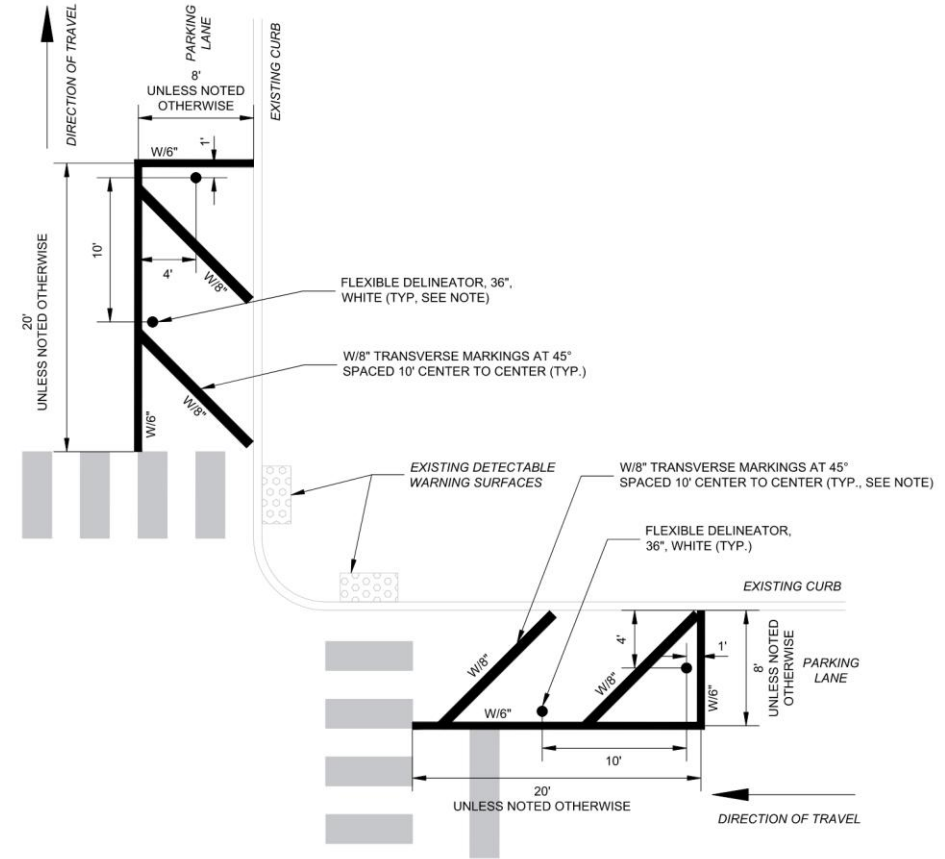 DIRECTION OF TRAVEL
PARKING
LANE
EXISTING CURB
8'
UNLESS NOTED
OTHERWISE
W/6"
1'
10'
4'
W/8"
20'
UNLESS NOTED OTHERWISE
FLEXIBLE DELINEATOR, 36",
WHITE (TYP, SEE NOTE)
W/8" TRANSVERSE MARKINGS AT 45°
SPACED 10' CENTER TO CENTER (TYP.)
W/8"
W/6"
EXISTING DETECTABLE
WARNING SURFACES
W/8" TRANSVERSE MARKINGS AT 45°
SPACED 10' CENTER TO CENTER (TYP., SEE NOTE)
FLEXIBLE DELINEATOR,
36", WHITE (TYP.)
EXISTING CURB
4'
1'
8'
UNLESS NOTED
OTHERWISE
PARKING
LANE
W/8"
W/8"
W/6"
W/6"
10'
20'
UNLESS NOTED OTHERWISE
DIRECTION OF TRAVEL